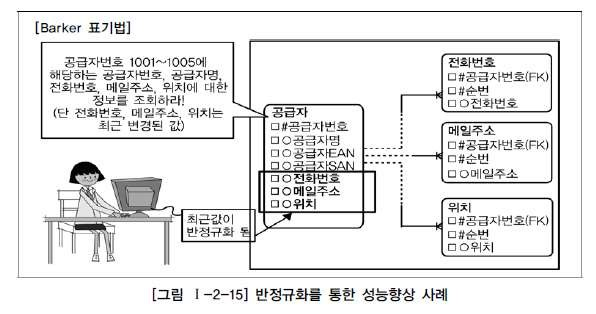 [Barker 표기법]
공급자번호 1001~1005에
해당하는 공급자번호, 공급자명,
전화번호, 메일주소, 위치에 대한
정보를 조회하라!
(단 전화번호, 메일주소, 위치는
최근 변경된 값)
공급자
□#공급자번호
□○공급자명
□○공급자EAN
□○공급자SAN
□○전화번호
□○메일주소
□○위치
최근값이
반정규화 됨
전화번호
□#공급자번호(FK)
□#순번
□○전화번호
메일주소
□#공급자번호(FK)
□#순번
□○메일주소
위치
□#공급자번호(FK)
□#순번
□○위치
[그림 Ⅰ-2-15] 반정규화를 통한 성능향상 사례